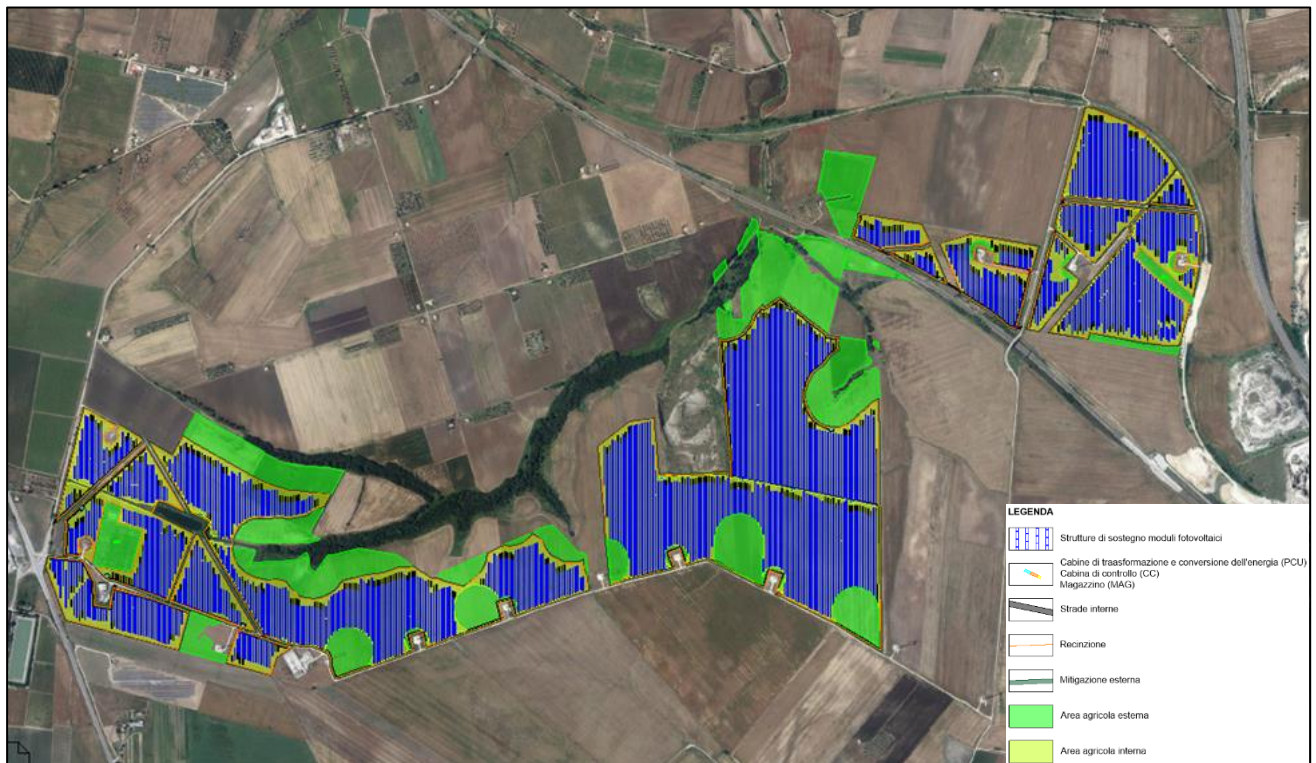 LEGENDA
Strutture di sostegno moduli fotovoltaici
Cabine di traasformazione e conversione dell'energia (PCU)
Cabina di controllo (CC)
Magazzino (MAG)
Strade interne
Recinzione
Mitigazione esterna
Area agricola esterna
Area agricola interna